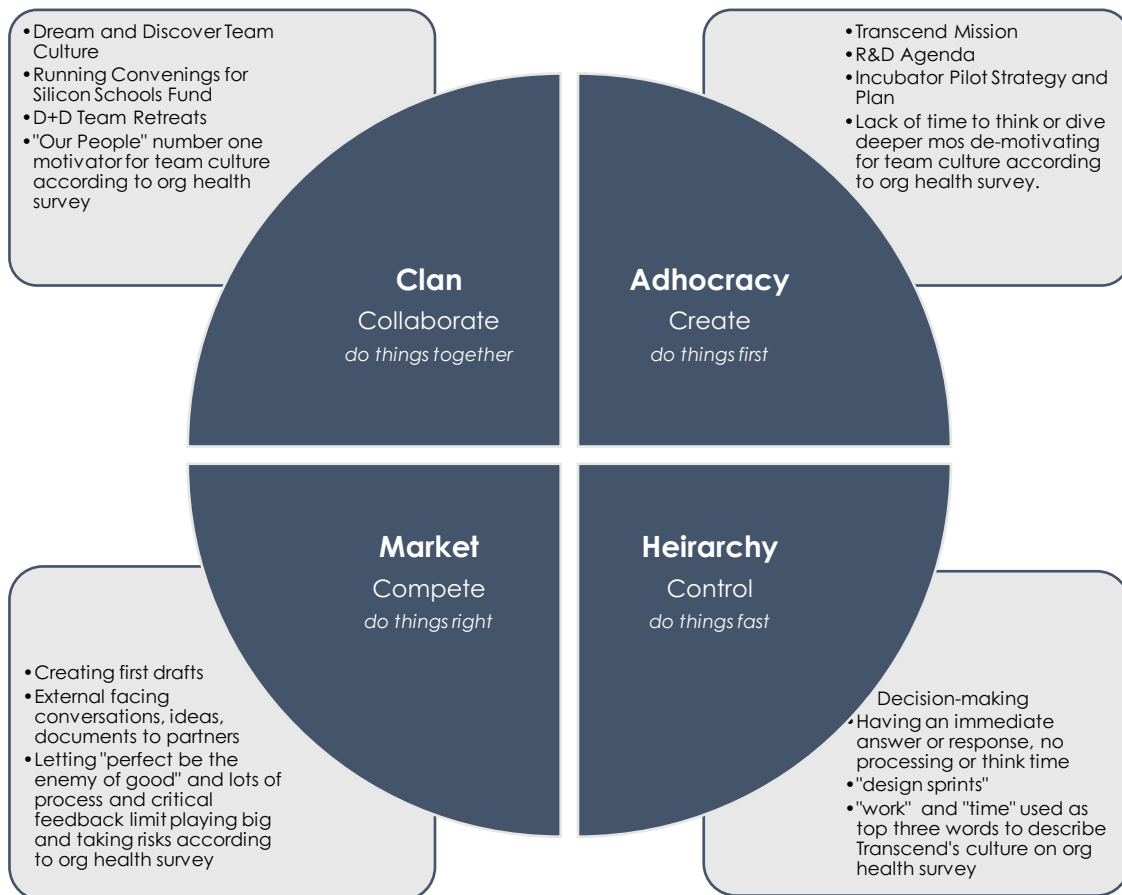 •Dream and Discover Team
Culture
•Running Convenings for
Silicon Schools Fund
•D+D Team Retreats
•"Our People" number one
motivator for team culture
according to org health
survey
•Transcend Mission
•R&D Agenda
•Incubator Pilot Strategy and
Plan
•Lack of time to think or dive
deeper mos de-motivating
for team culture according
to org health survey.
Clan
Collaborate
do things together
Adhocracy
Create
do things first
Market
Compete
do things right
Heirarchy
Control
do things fast
•Creating first drafts
•External facing
conversations, ideas,
documents to partners
•Letting "perfect be the
enemy of good" and lots of
process and critical
feedback limit playing big
and taking risks according
to org health survey
Decision-making
•Having an immediate
answer or response, no
processing or think time
•"design sprints"
•"work" and "time" used as
top three words to describe
Transcend's culture on org
health survey